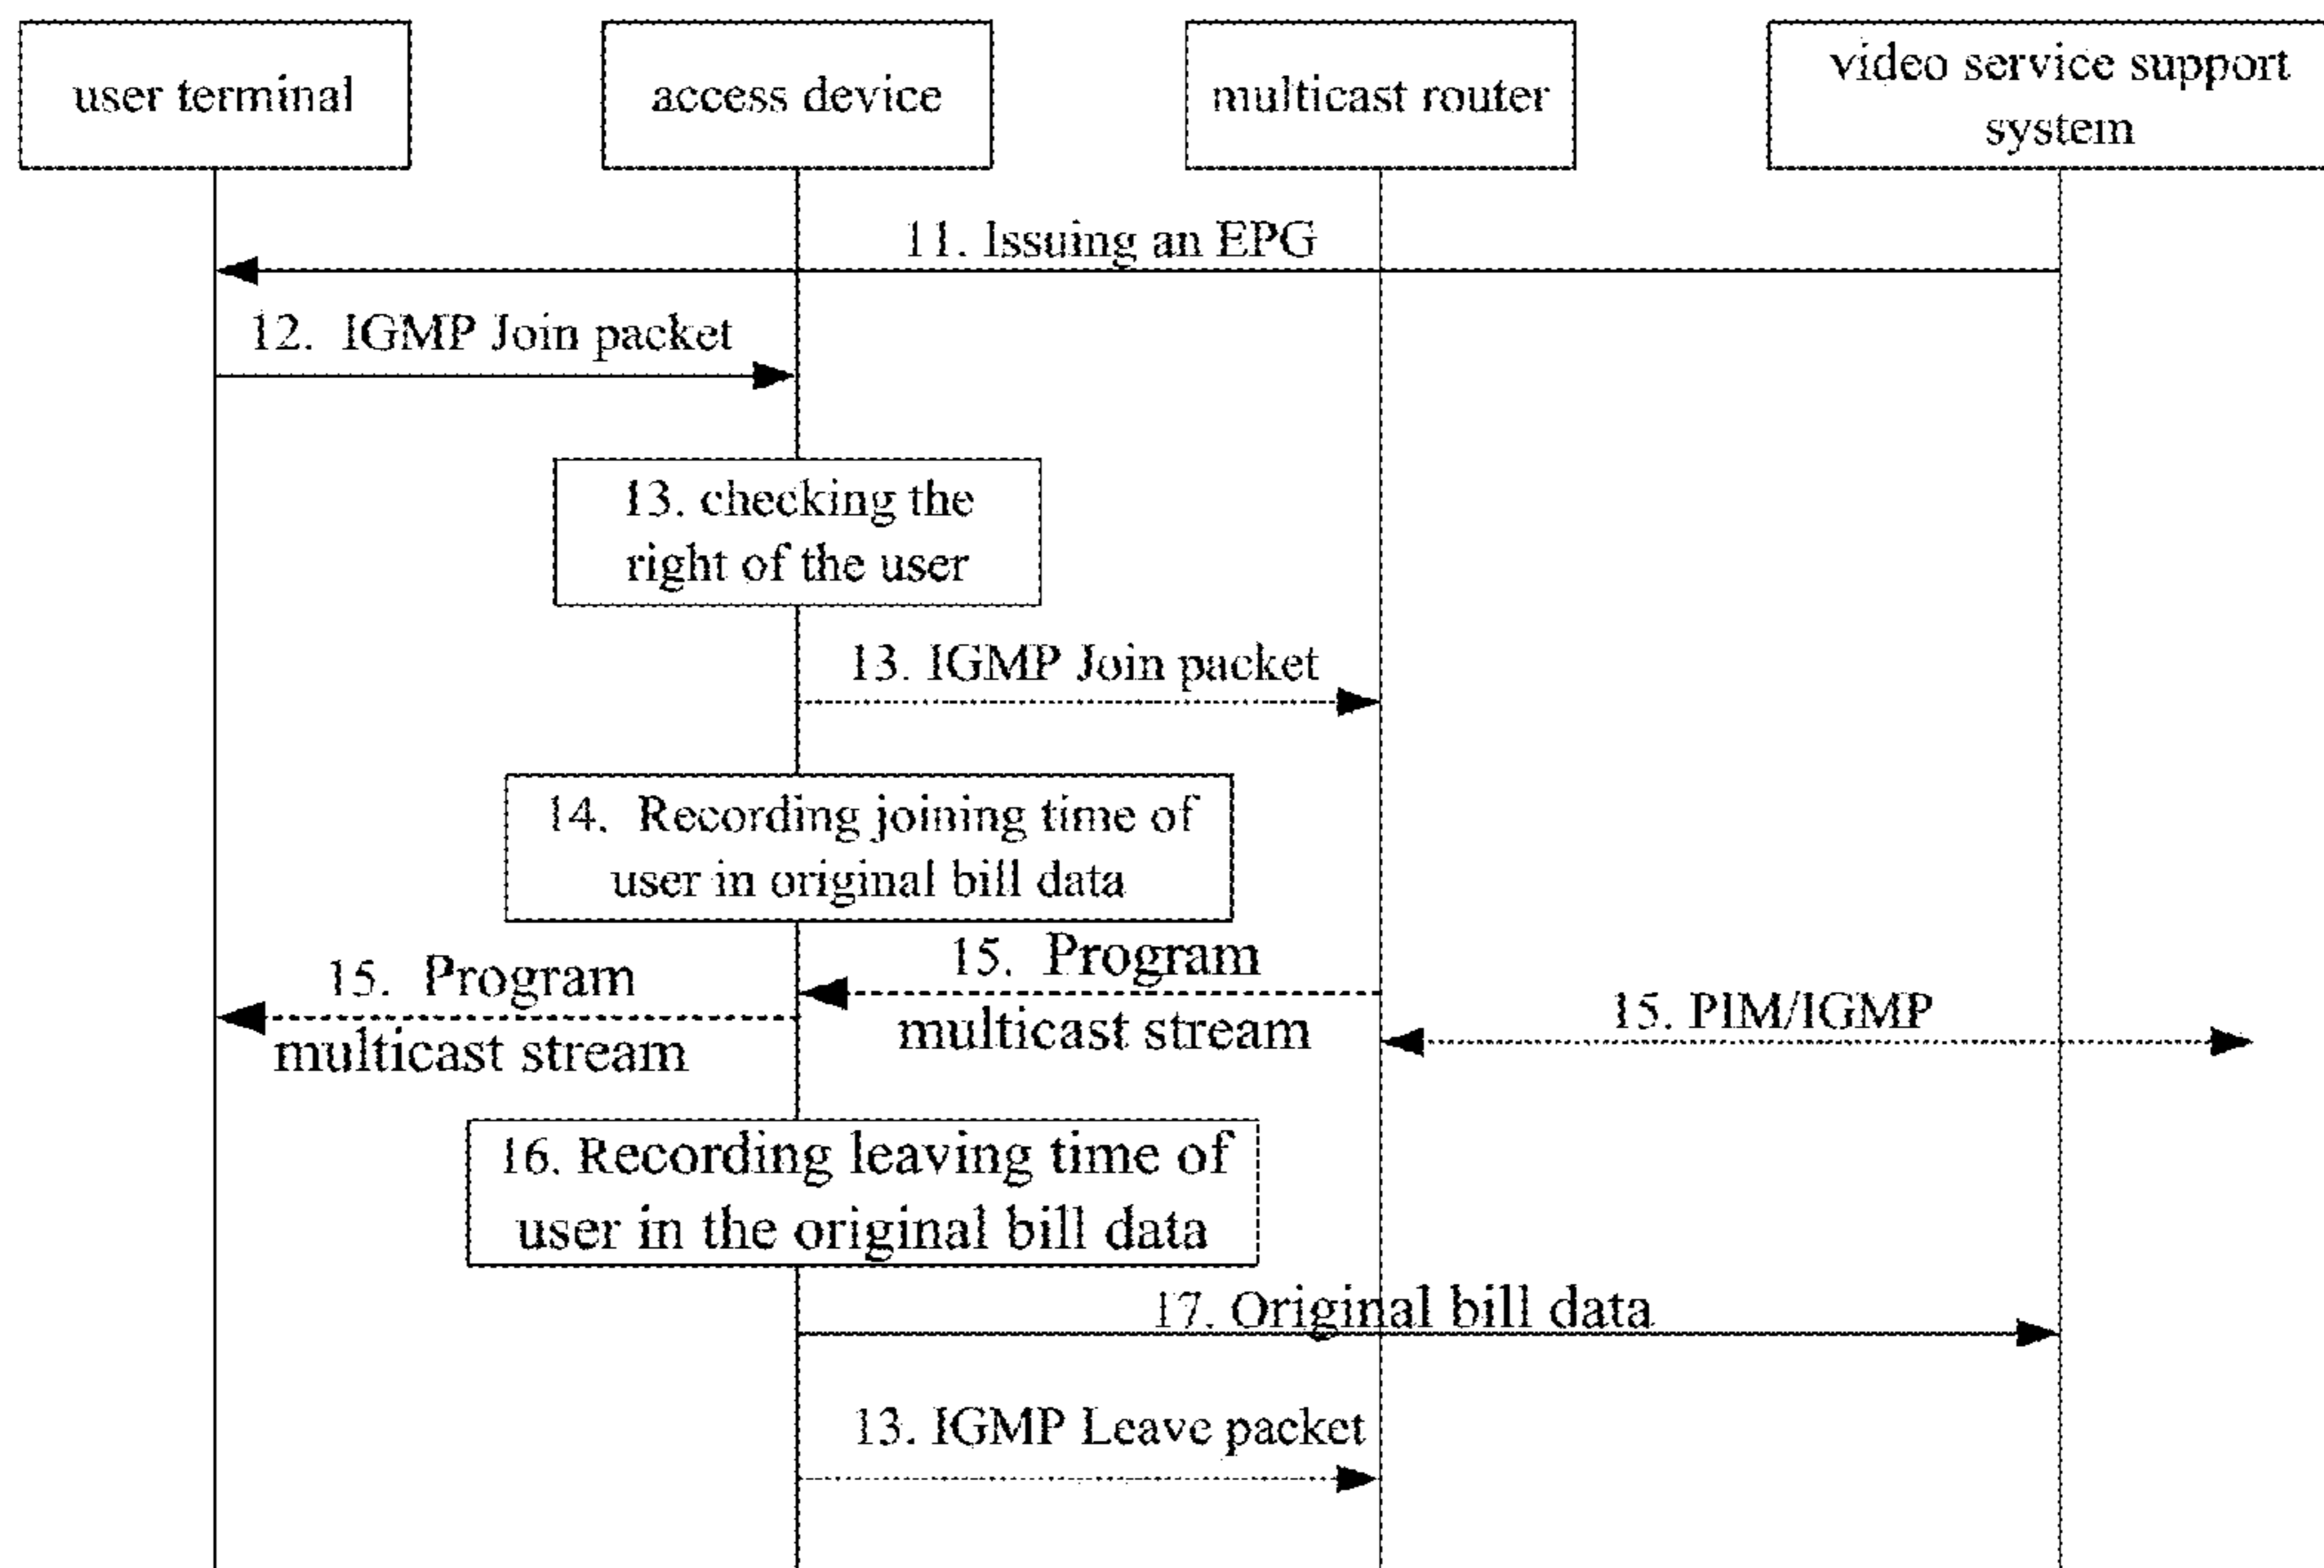 user terminal
access device
multicast router
video service support
system
11. Issuing an EPG
12. IGMP Join packet
13. checking the
right of the user
13. IGMP Join packet
14. Recording joining time of
user in original bill data
15. Program
multicast stream
15. Program
multicast stream
15. PIM/IGMP
16. Recording leaving time of
user in the original bill data
17. Original bill data
13. IGMP Leave packet